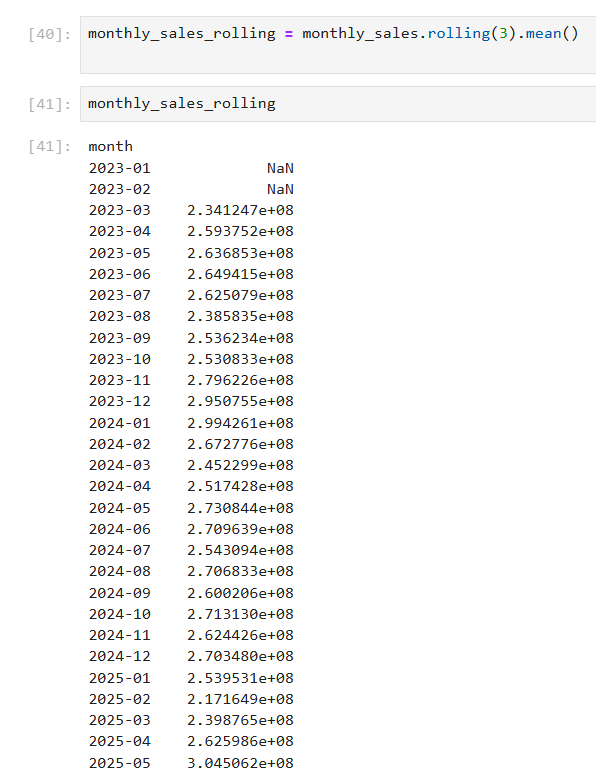 [40]: monthly_sales_rolling = monthly_sales.rolling(3).mean()
[41]: monthly_sales_rolling
[41]: month
2023-01 NaN
2023-02 NaN
2023-03 2.341247e+08
2023-04 2.593752e+08
2023-05 2.636853e+08
2023-06 2.649415e+08
2023-07 2.625079e+08
2023-08 2.385835e+08
2023-09 2.536234e+08
2023-10 2.530833e+08
2023-11 2.796226e+08
2023-12 2.950755e+08
2024-01 2.994261e+08
2024-02 2.672776e+08
2024-03 2.452299e+08
2024-04 2.517428e+08
2024-05 2.730844e+08
2024-06 2.709639e+08
2024-07 2.543094e+08
2024-08 2.706833e+08
2024-09 2.600206e+08
2024-10 2.713130e+08
2024-11 2.624426e+08
2024-12 2.703480e+08
2025-01 2.539531e+08
2025-02 2.171649e+08
2025-03 2.398765e+08
2025-04 2.625986e+08
2025-05 3.045062e+08